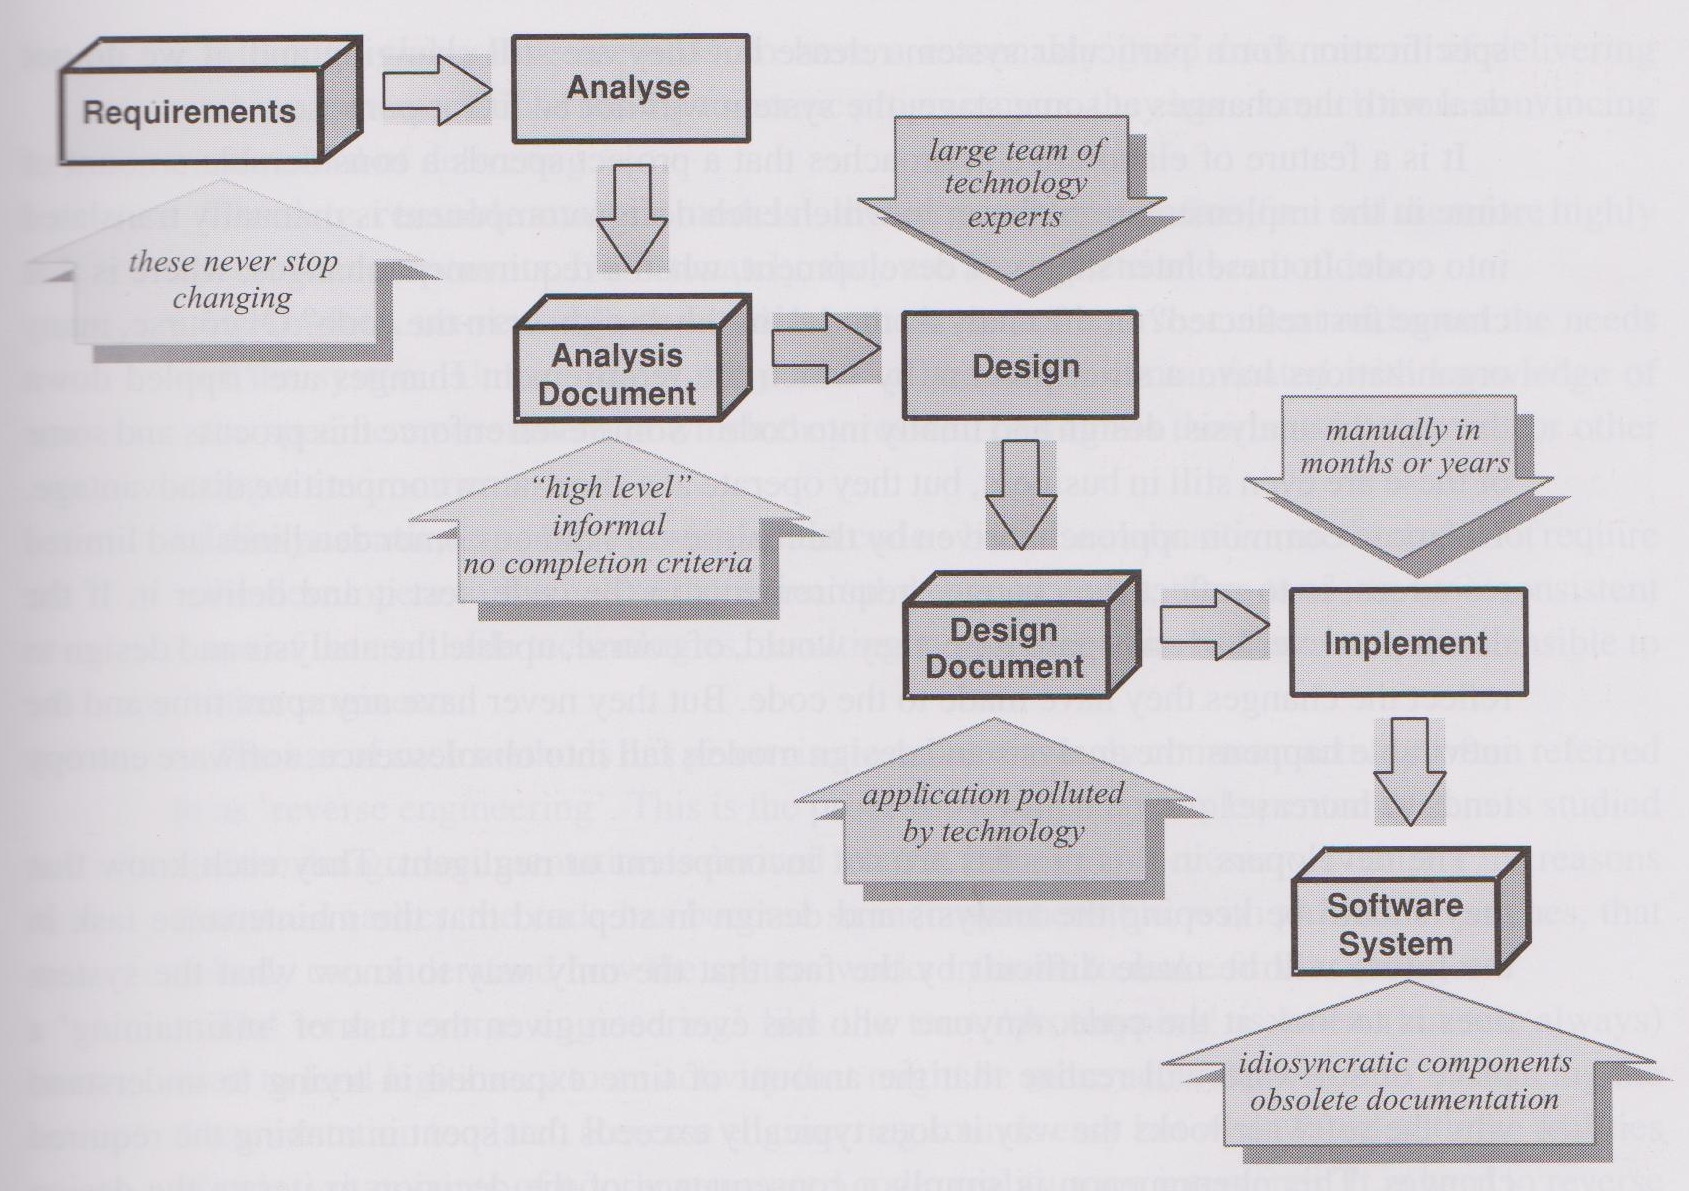 Requirements
Analyse
large team of
technology
experts
these never stop
changing
Analysis
Document
Design
manually in
months or years
"high level"
informal
no completion criteria
Design
Document
Implement
application polluted
by technology
Software
System
idiosyncratic components
obsolete documentation